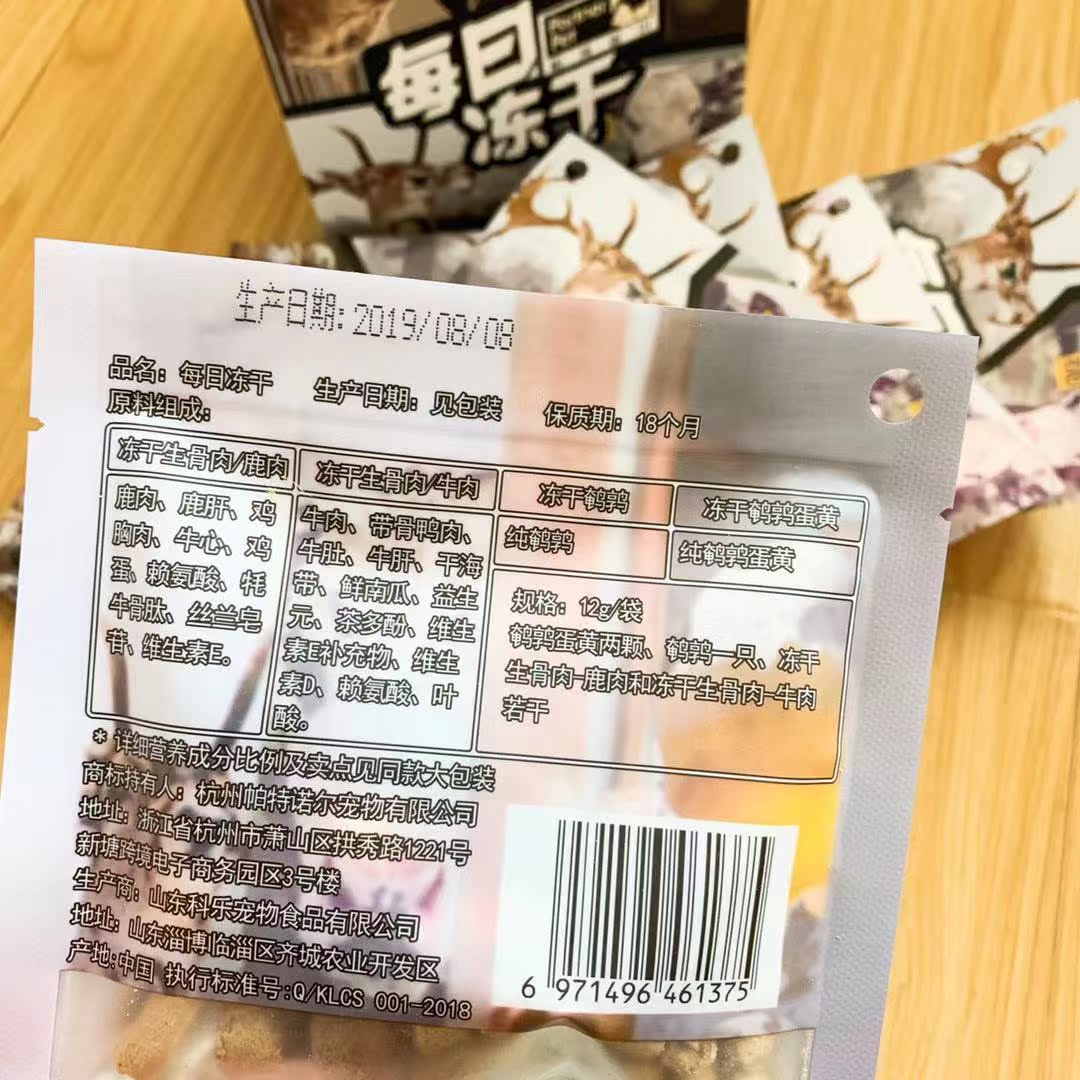 每日
冻干
Partner
Pet
生产日期:2019/08/08
品名：每日冻干 生产日期：见包装 保质期：18个月
原料组成：
冻干生骨肉/鹿肉 冻干生骨肉/牛肉 冻干鹌鹑 冻干鹌鹑蛋黄
鹿肉、鹿肝、鸡
胸肉、牛心、鸡
蛋、赖氨酸、牦
牛骨肽、丝兰皂
苷、维生素E。
牛肉、带骨鸭肉、
牛肚、牛肝、干海
带、鲜南瓜、益生
元、茶多酚、维生
素E补充物、维生
素D、赖氨酸、叶
酸。
纯鹌鹑 纯鹌鹑蛋黄
规格：12g/袋
鹌鹑蛋黄两颗、鹌鹑一只、冻干
生骨肉-鹿肉和冻干生骨肉-牛肉
若干
* 详细营养成分比例及卖点见同款大包装
商标持有人：杭州帕特诺尔宠物有限公司
地址：浙江省杭州市萧山区拱秀路1221号
新塘跨境电子商务园区3号楼
生产商：山东科乐宠物食品有限公司
地址：山东淄博临淄区齐城农业开发区
产地:中国 执行标准号:Q/KLCS 001-2018
6 971496 461375